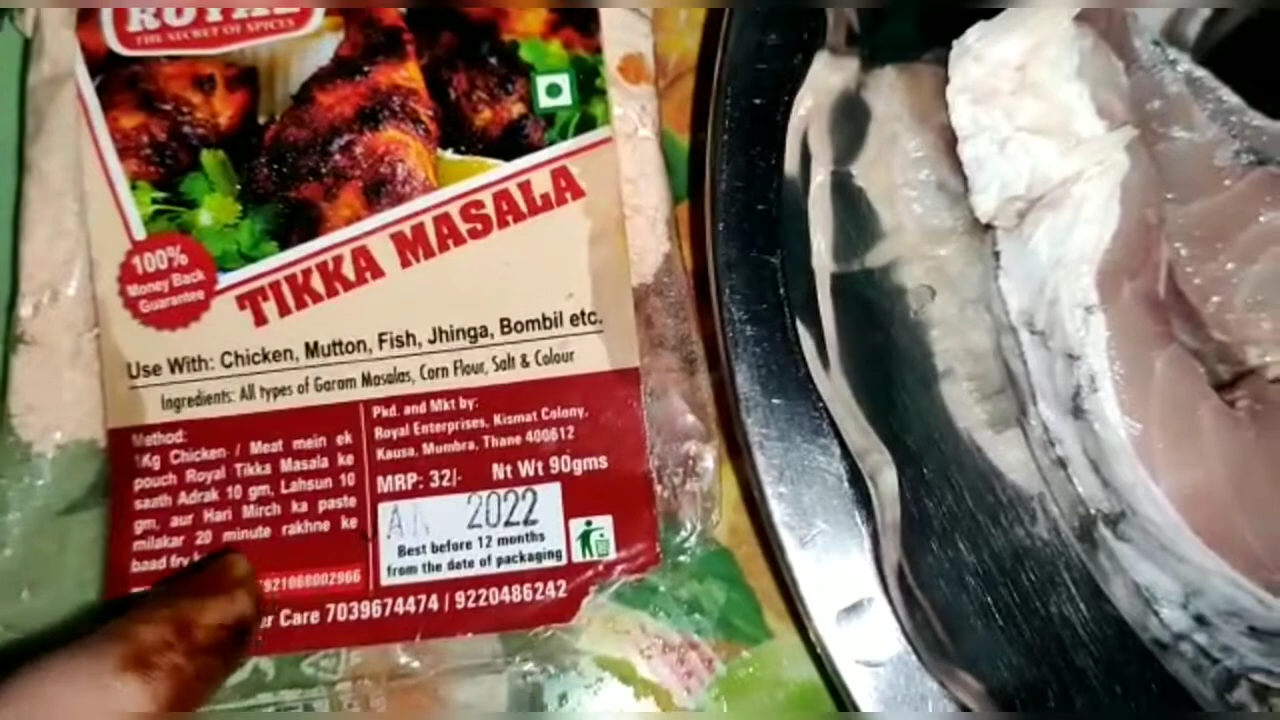 ROYAL
THE SECRET OF SPICES
100%
Money Back
Guarantee
TIKKA MASALA
Use With: Chicken, Mutton, Fish, Jhinga, Bombil etc.
Ingredients: All types of Garam Masalas, Corn Flour, Salt & Colour
Method:
1Kg Chicken / Meat mein ek
pouch Royal Tikka Masala ke
saath Adrak 10 gm, Lahsun 10
gm, aur Hari Mirch ka paste
milakar 20 minute rakhne ke
baad fry
921068002966
Pkd. and Mkt by:
Royal Enterprises, Kismat Colony,
Kausa, Mumbra, Thane 400612
MRP: 32/- Nt Wt 90gms
2022
Best before 12 months
from the date of packaging
Care 7039674474 | 9220486242